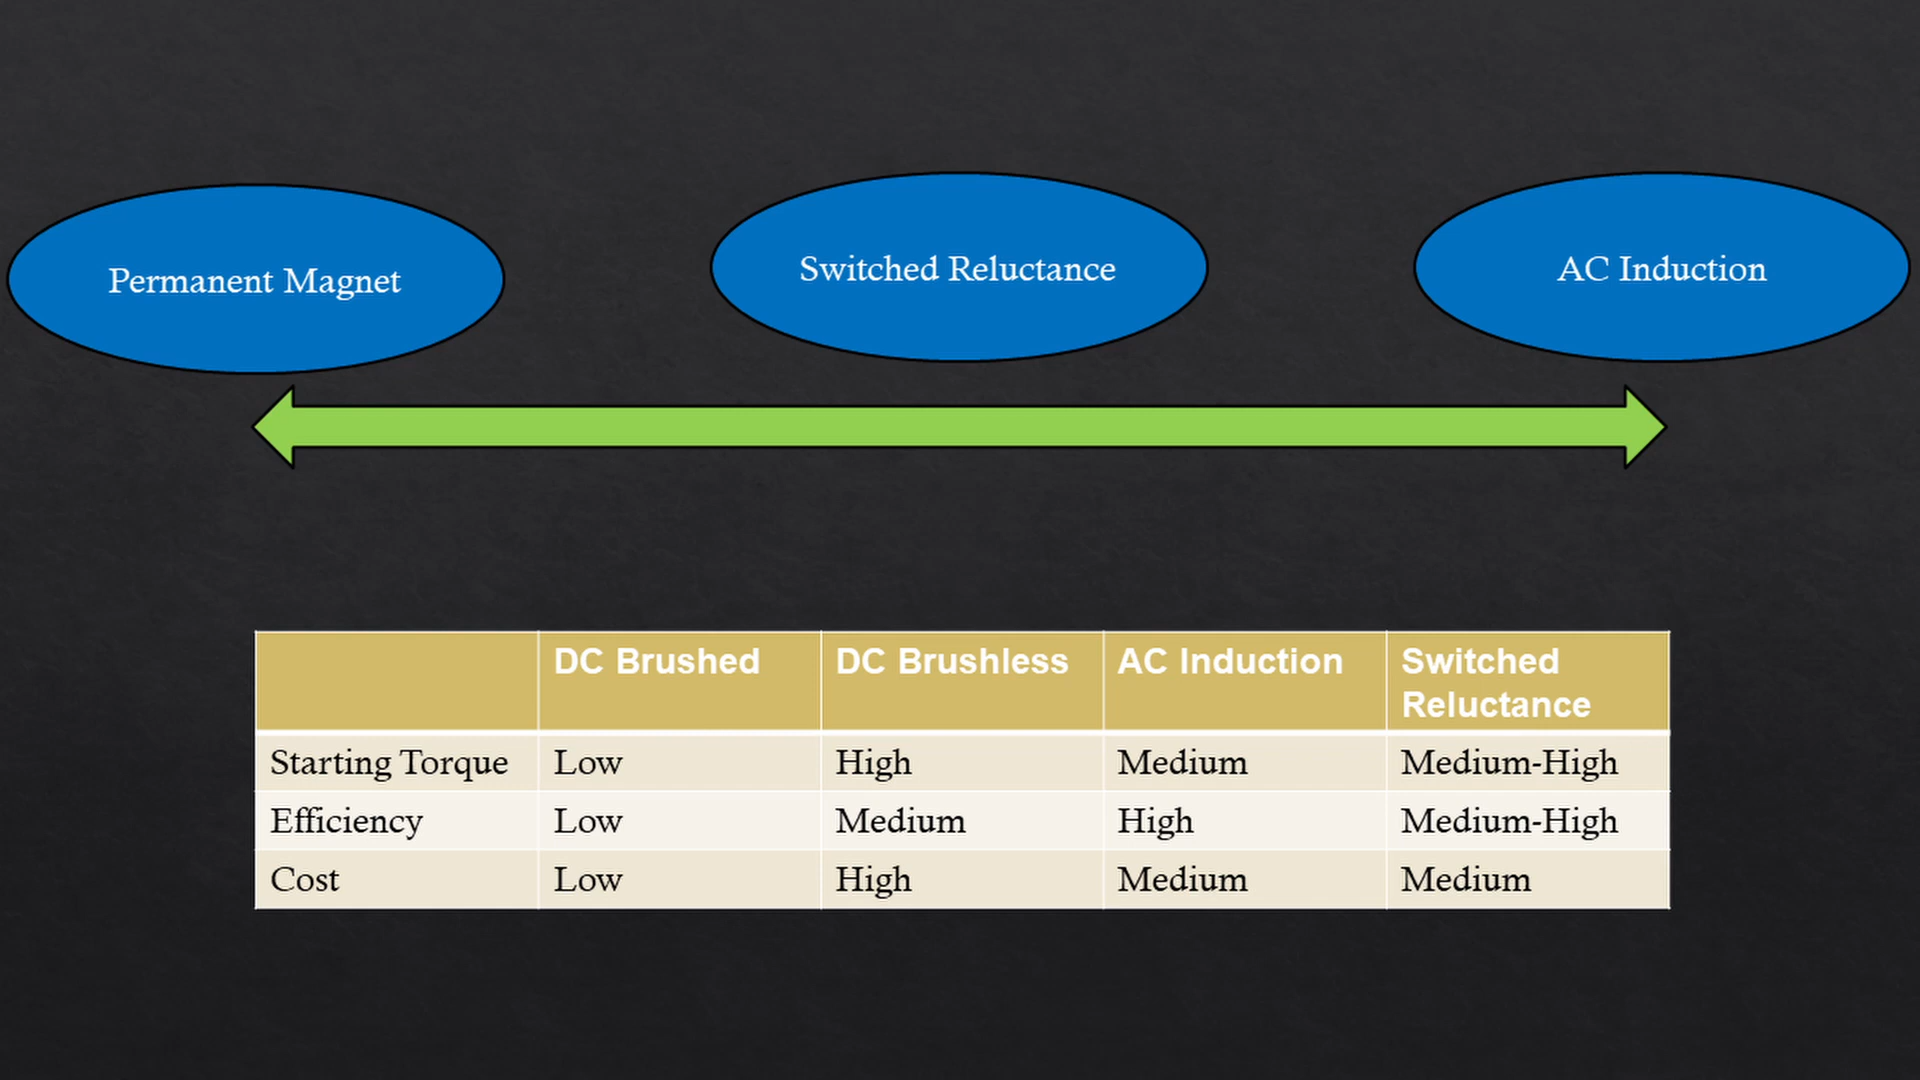 Permanent Magnet
Switched Reluctance
AC Induction
DC Brushed DC Brushless AC Induction Switched Reluctance
Starting Torque Low High Medium Medium-High
Efficiency Low Medium High Medium-High
Cost Low High Medium Medium